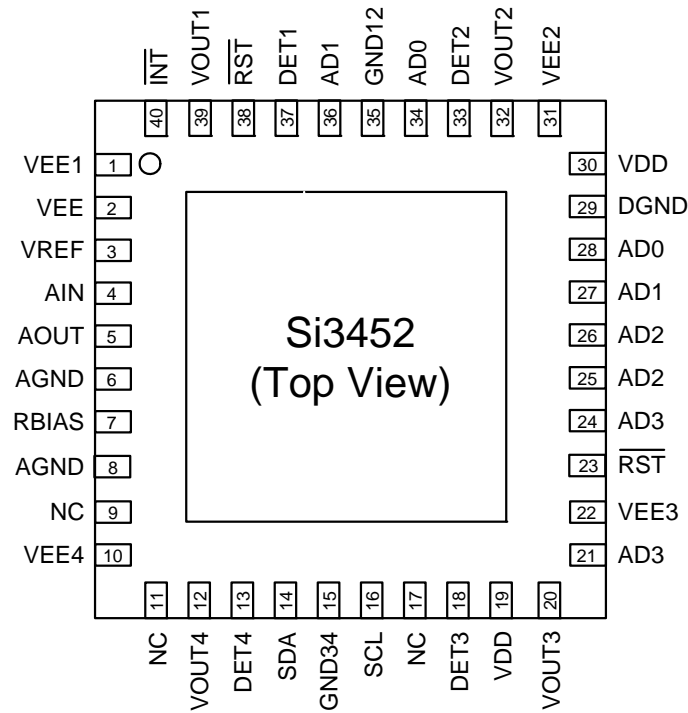 INT
VOUT1
RST
DET1
AD1
GND12
AD0
DET2
VOUT2
VEE2
40
39
38
37
36
35
34
33
32
31
VEE1 1
VEE 2
VREF 3
AIN 4
AOUT 5
AGND 6
RBIAS 7
AGND 8
NC 9
VEE4 10
Si3452
(Top View)
30 VDD
29 DGND
28 AD0
27 AD1
26 AD2
25 AD2
24 AD3
23 RST
22 VEE3
21 AD3
11
12
13
14
15
16
17
18
19
20
NC
VOUT4
DET4
SDA
GND34
SCL
NC
DET3
VDD
VOUT3